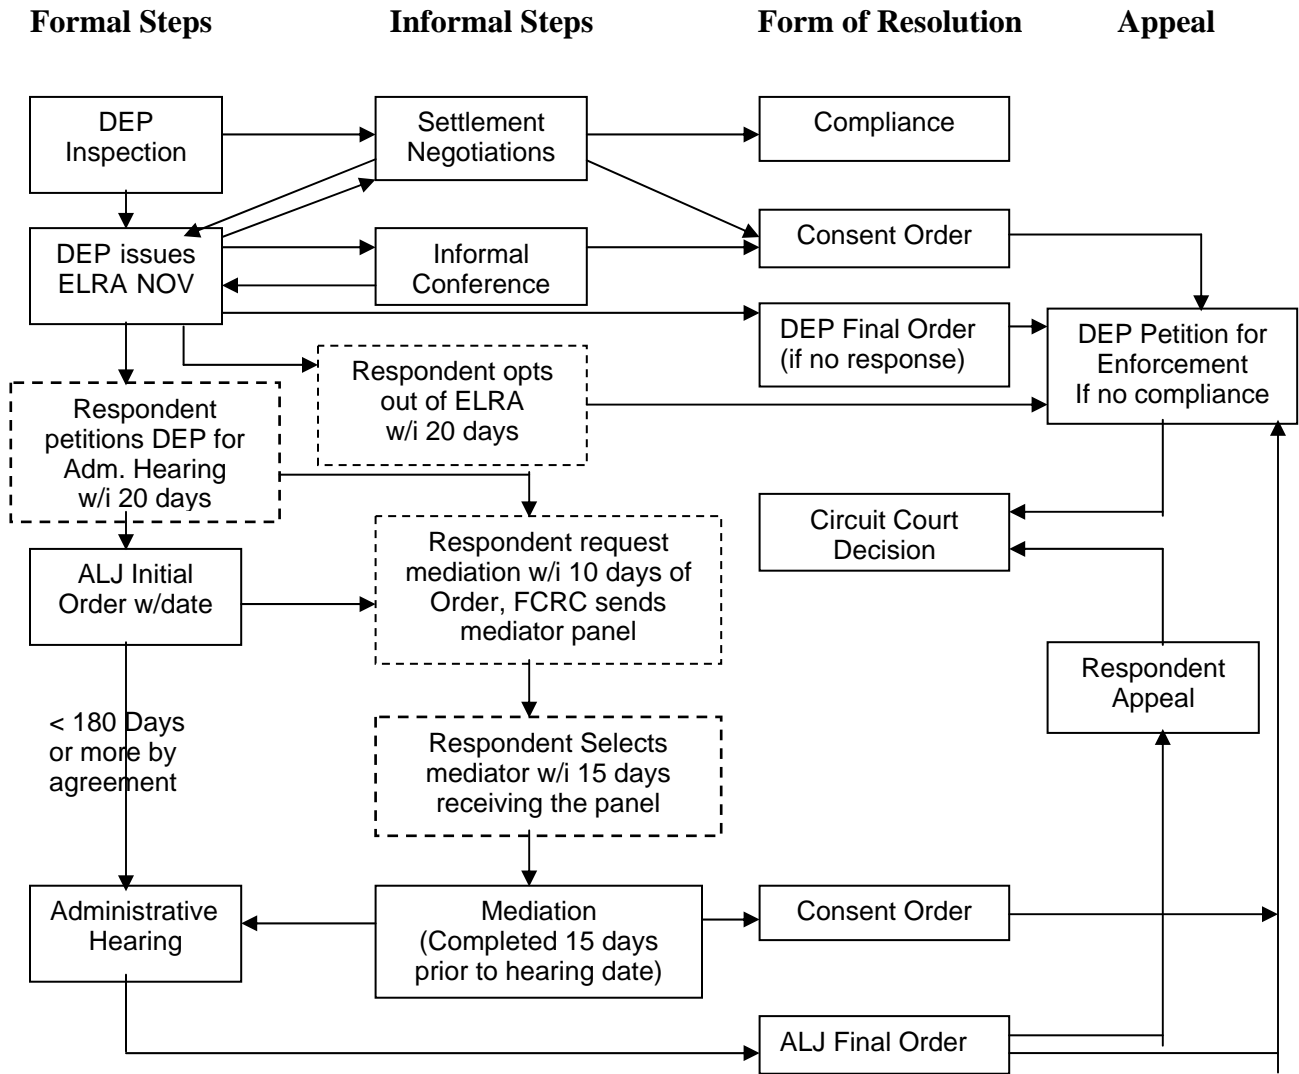 Formal Steps
Informal Steps
Form of Resolution
Appeal
DEP
Inspection
Settlement
Negotiations
Compliance
DEP issues
ELRA NOV
Informal
Conference
Consent Order
DEP Final Order
(if no response)
DEP Petition for
Enforcement
If no compliance
Respondent opts
out of ELRA
w/i 20 days
Respondent
petitions DEP for
Adm. Hearing
w/i 20 days
Circuit Court
Decision
Respondent request
mediation w/i 10 days of
Order, FCRC sends
mediator panel
ALJ Initial
Order w/date
Respondent
Appeal
< 180 Days
or more by
agreement
Respondent Selects
mediator w/i 15 days
receiving the panel
Administrative
Hearing
Mediation
(Completed 15 days
prior to hearing date)
Consent Order
ALJ Final Order